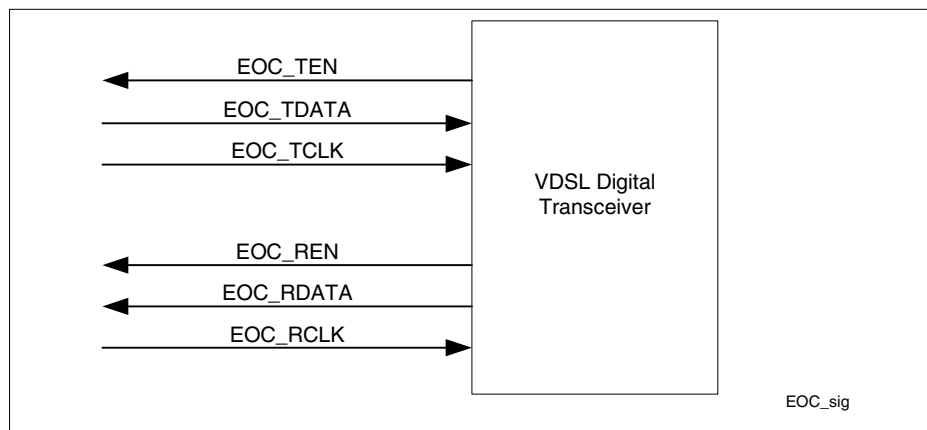 EOC_TEN
EOC_TDATA
EOC_TCLK
VDSL Digital
Transceiver
EOC_REN
EOC_RDATA
EOC_RCLK
EOC_sig